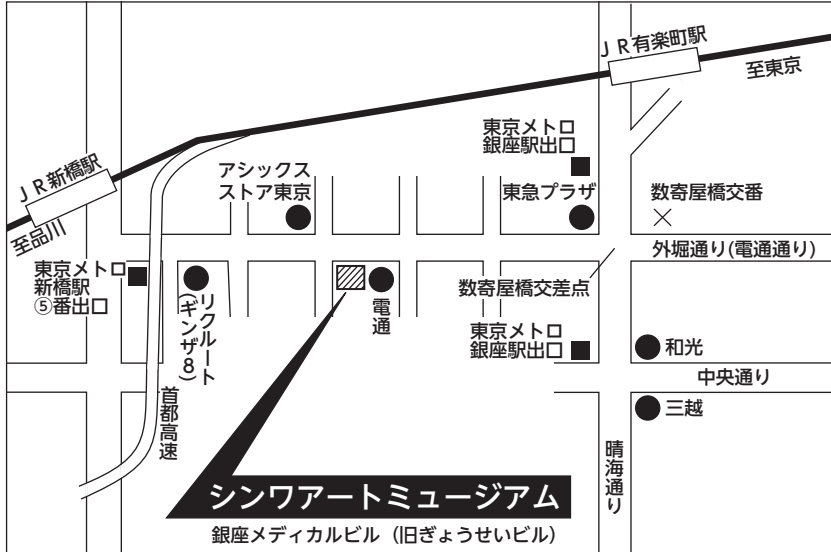 ＪＲ有楽町駅
至東京
東京メトロ
銀座駅出口
ＪＲ新橋駅
アシックス
ストア東京
東急プラザ
数寄屋橋交番
至品川
外堀通り(電通通り)
東京メトロ
新橋駅
⑤番出口
リクルート
(ギンザ8)
電通
数寄屋橋交差点
東京メトロ
銀座駅出口
和光
中央通り
三越
首都高速
晴海通り
シンワアートミュージアム
銀座メディカルビル（旧ぎょうせいビル）